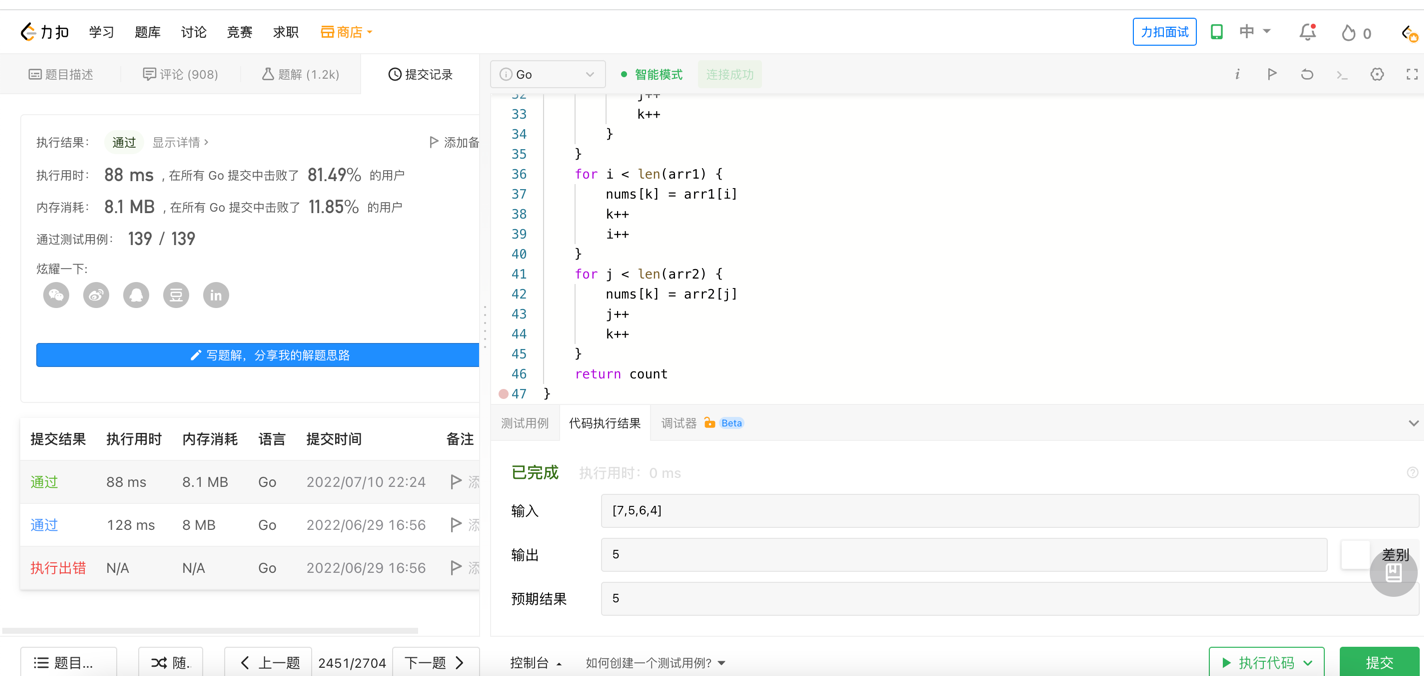 力扣 学习 题库 讨论 竞赛 求职 商店 力扣面试 中 0
题目描述 评论 (908) 题解 (1.2k) 提交记录
Go 智能模式 连接成功
执行结果： 通过 显示详情 › 添加备
执行用时： 88 ms , 在所有 Go 提交中击败了 81.49% 的用户
内存消耗： 8.1 MB , 在所有 Go 提交中击败了 11.85% 的用户
通过测试用例： 139 / 139
炫耀一下:
豆 in
写题解，分享我的解题思路
提交结果 执行用时 内存消耗 语言 提交时间 备注
通过 88 ms 8.1 MB Go 2022/07/10 22:24 添
通过 128 ms 8 MB Go 2022/06/29 16:56 添
执行出错 N/A N/A Go 2022/06/29 16:56 添
题目... 随. 上一题 2451/2704 下一题
32 j++
33 k++
34 }
35 }
36 for i < len(arr1) {
37 nums[k] = arr1[i]
38 k++
39 i++
40 }
41 for j < len(arr2) {
42 nums[k] = arr2[j]
43 j++
44 k++
45 }
46 return count
47 }
测试用例 代码执行结果 调试器 Beta
已完成 执行用时：0 ms
输入 [7,5,6,4]
输出 5 差别
预期结果 5
控制台 如何创建一个测试用例? 执行代码 提交